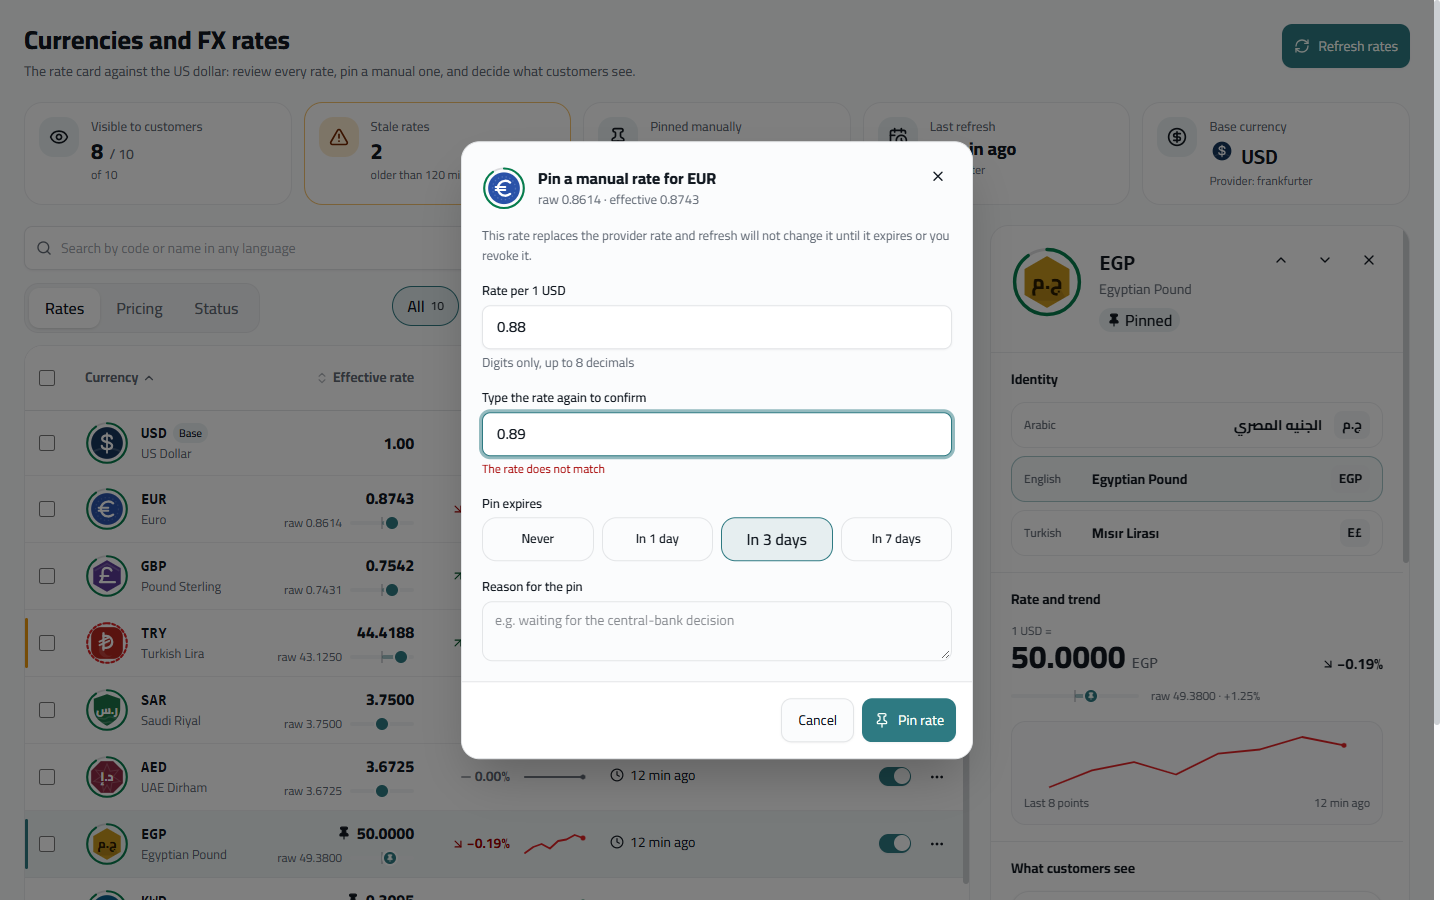 Currencies and FX rates
The rate card against the US dollar: review every rate, pin a manual one, and decide what customers see.
Refresh rates
Visible to customers
8 / 10
of 10
Stale rates
2
older than 120 mi
Pinned manually
Last refresh
in ago
Base currency
$ USD
Provider: frankfurter
Search by code or name in any language
Rates
Pricing
Status
All 10
Currency
Effective rate
$
USD Base
US Dollar
1.00
€
EUR
Euro
0.8743
raw 0.8614
£
GBP
Pound Sterling
0.7542
raw 0.7431
₺
TRY
Turkish Lira
44.4188
raw 43.1250
ر.س
SAR
Saudi Riyal
3.7500
raw 3.7500
د.إ
AED
UAE Dirham
3.6725
raw 3.6725
0.00%
12 min ago
ج.م
EGP
Egyptian Pound
50.0000
raw 49.3800
−0.19%
12 min ago
Pin a manual rate for EUR
raw 0.8614 · effective 0.8743
This rate replaces the provider rate and refresh will not change it until it expires or you
revoke it.
Rate per 1 USD
0.88
Digits only, up to 8 decimals
Type the rate again to confirm
0.89
The rate does not match
Pin expires
Never
In 1 day
In 3 days
In 7 days
Reason for the pin
e.g. waiting for the central-bank decision
Cancel
Pin rate
ج.م
EGP
Egyptian Pound
Pinned
Identity
Arabic
الجنيه المصري
ج.م
English
Egyptian Pound
EGP
Turkish
Mısır Lirası
E£
Rate and trend
1 USD =
50.0000 EGP
−0.19%
raw 49.3800 · +1.25%
Last 8 points
12 min ago
What customers see